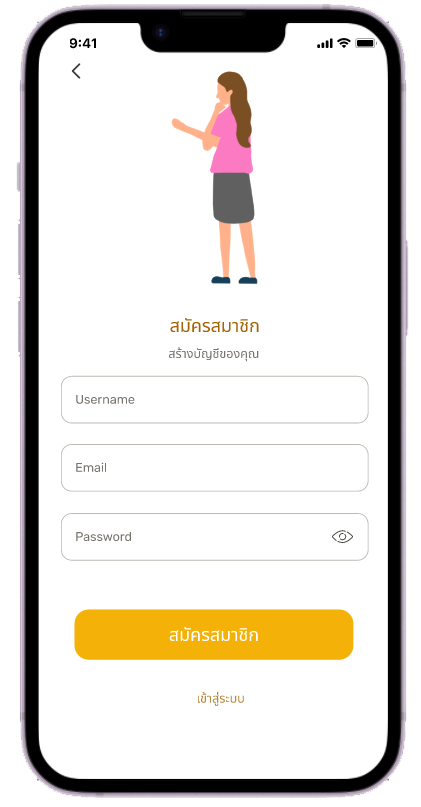 9:41
สมัครสมาชิก
สร้างบัญชีของคุณ
Username
Email
Password
สมัครสมาชิก
เข้าสู่ระบบ